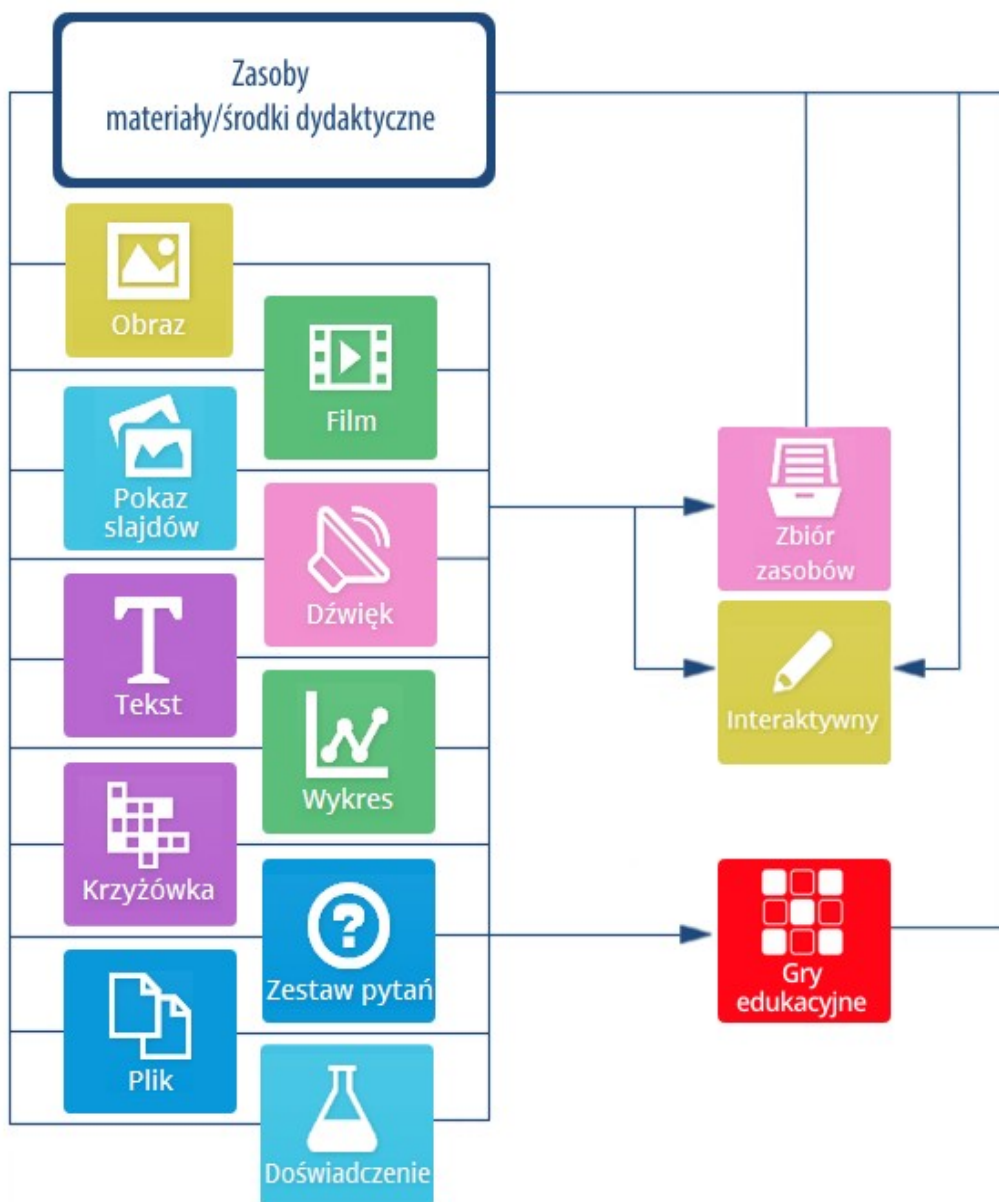 Zasoby
materiały/środki dydaktyczne
Obraz
Film
Pokaz
slajdów
Dźwięk
Tekst
Wykres
Krzyżówka
Zestaw pytań
Plik
Doświadczenie
Zbiór
zasobów
Interaktywny
Gry
edukacyjne